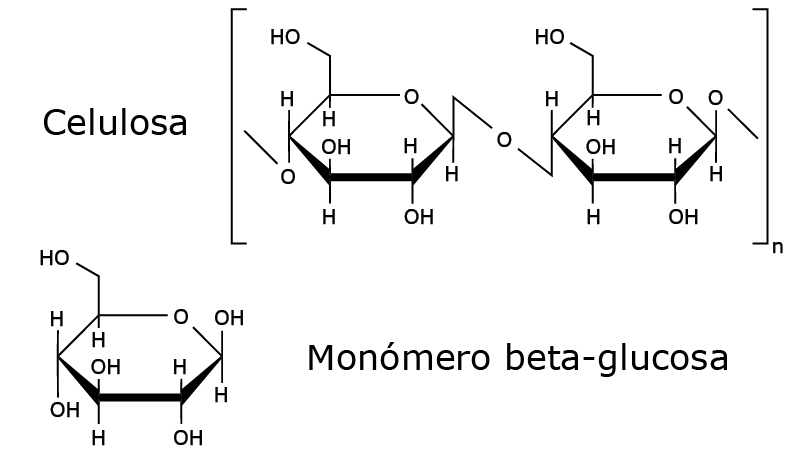 HO HO
H O H O O
Celulosa H H
OH H O OH H
O H H
H OH H OH
n
HO
H O OH
H
OH H Monómero beta-glucosa
H
OH
H OH